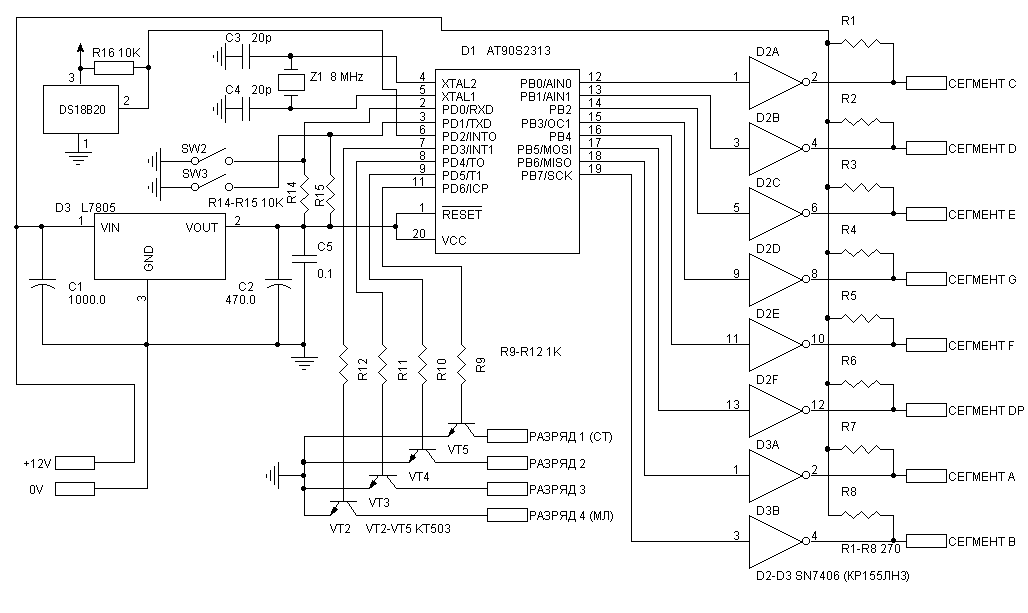 R1
C3 20p
D1 AT90S2313
D2A
R16 10K
Z1 8 MHz
3
4
XTAL2
PB0/AIN0
12
1
2
СЕГМЕНТ C
C4 20p
5
XTAL1
PB1/AIN1
13
R2
DS18B20
2
2
PD0/RXD
PB2
14
D2B
3
PD1/TXD
PB3/OC1
15
1
6
PD2/INTO
PB4
16
SW2
7
PD3/INT1
PB5/MOSI
17
3
4
СЕГМЕНТ D
8
PD4/TO
PB6/MISO
18
R3
SW3
9
PD5/T1
PB7/SCK
19
D2C
11
PD6/ICP
R14
R15
R14-R15 10K
D3 L7805
1
RESET
5
6
СЕГМЕНТ E
1
VIN
VOUT
2
20
VCC
R4
GND
C5
0.1
D2D
C1
1000.0
C2
470.0
3
9
8
СЕГМЕНТ G
R5
D2E
11
10
СЕГМЕНТ F
R9-R12 1K
R12
R11
R10
R9
R6
D2F
13
12
СЕГМЕНТ DP
R7
РАЗРЯД 1 (СТ)
VT5
D3A
+12V
РАЗРЯД 2
VT4
1
2
СЕГМЕНТ A
0V
РАЗРЯД 3
VT3
R8
D3B
РАЗРЯД 4 (МЛ)
VT2
VT2-VT5 KT503
3
4
СЕГМЕНТ B
R1-R8 270
D2-D3 SN7406 (КР155ЛН3)